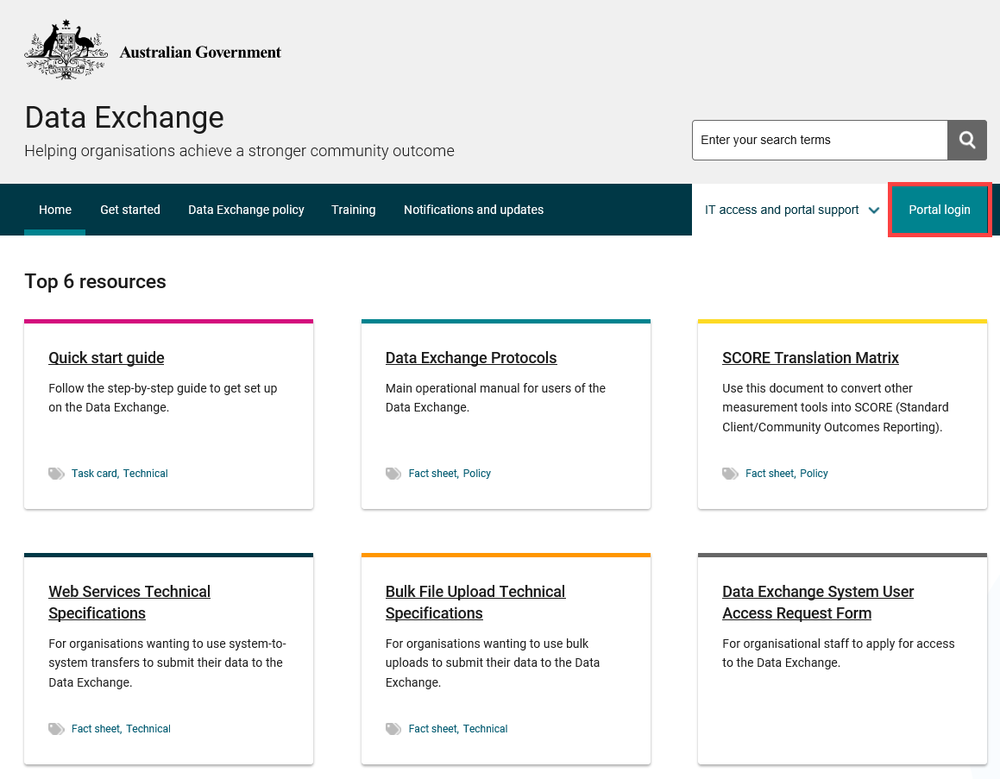 AUSTRALIA
Australian Government
Data Exchange
Helping organisations achieve a stronger community outcome
Enter your search terms
Home
Get started
Data Exchange policy
Training
Notifications and updates
IT access and portal support
Portal login
Top 6 resources
Quick start guide
Follow the step-by-step guide to get set up
on the Data Exchange.
Task card, Technical
Data Exchange Protocols
Main operational manual for users of the
Data Exchange.
Fact sheet, Policy
SCORE Translation Matrix
Use this document to convert other
measurement tools into SCORE (Standard
Client/Community Outcomes Reporting).
Fact sheet, Policy
Web Services Technical
Specifications
For organisations wanting to use system-to-
system transfers to submit their data to the
Data Exchange.
Fact sheet, Technical
Bulk File Upload Technical
Specifications
For organisations wanting to use bulk
uploads to submit their data to the Data
Exchange.
Fact sheet, Technical
Data Exchange System User
Access Request Form
For organisational staff to apply for access
to the Data Exchange.